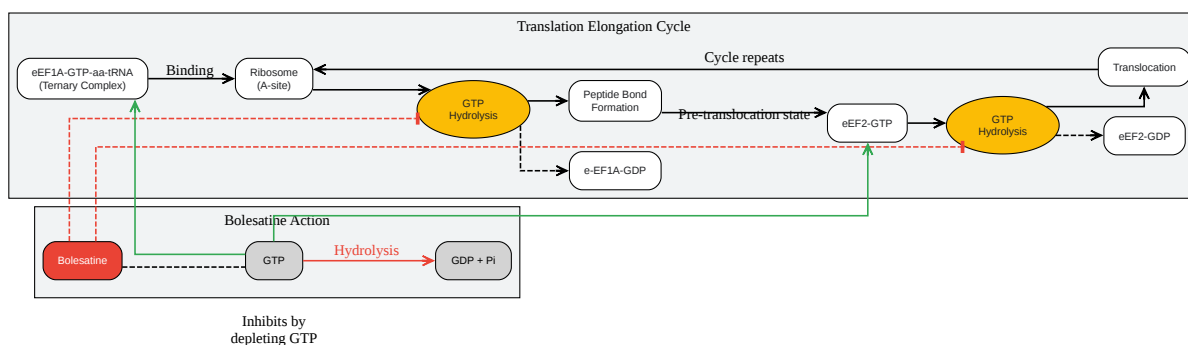 Translation Elongation Cycle
eEF1A-GTP-aa-tRNA
(Ternary Complex)
Binding
Ribosome
(A-site)
Cycle repeats
Translocation
GTP
Hydrolysis
Peptide Bond
Formation
Pre-translocation state
eEF2-GTP
GTP
Hydrolysis
eEF2-GDP
e-EF1A-GDP
Bolesatine Action
Bolesatine
GTP
Hydrolysis
GDP + Pi
Inhibits by
depleting GTP